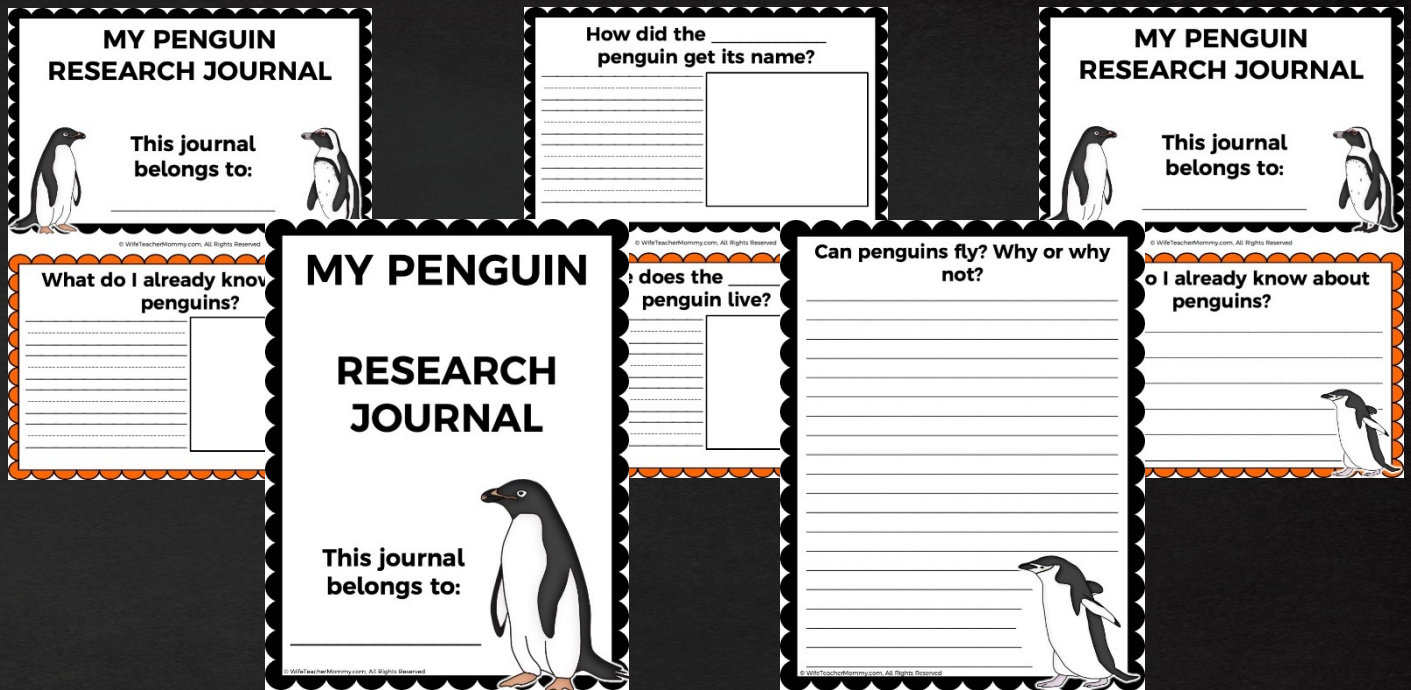 MY PENGUIN
RESEARCH JOURNAL
This journal
belongs to:
© WifeTeacherMommy.com, All Rights Reserved
What do I already
penguins?
MY PENGUIN
RESEARCH
JOURNAL
This journal
belongs to:
© WifeTeacherMommy.com, All Rights Reserved
How did the ____________
penguin get its name?
© WifeTeacherMommy.com, All Rights Reserved
does the
penguin live?
Can penguins fly? Why or why
not?
© WifeTeacherMommy.com, All Rights Reserved
MY PENGUIN
RESEARCH JOURNAL
This journal
belongs to:
© WifeTeacherMommy.com, All Rights Reserved
I already know about
penguins?